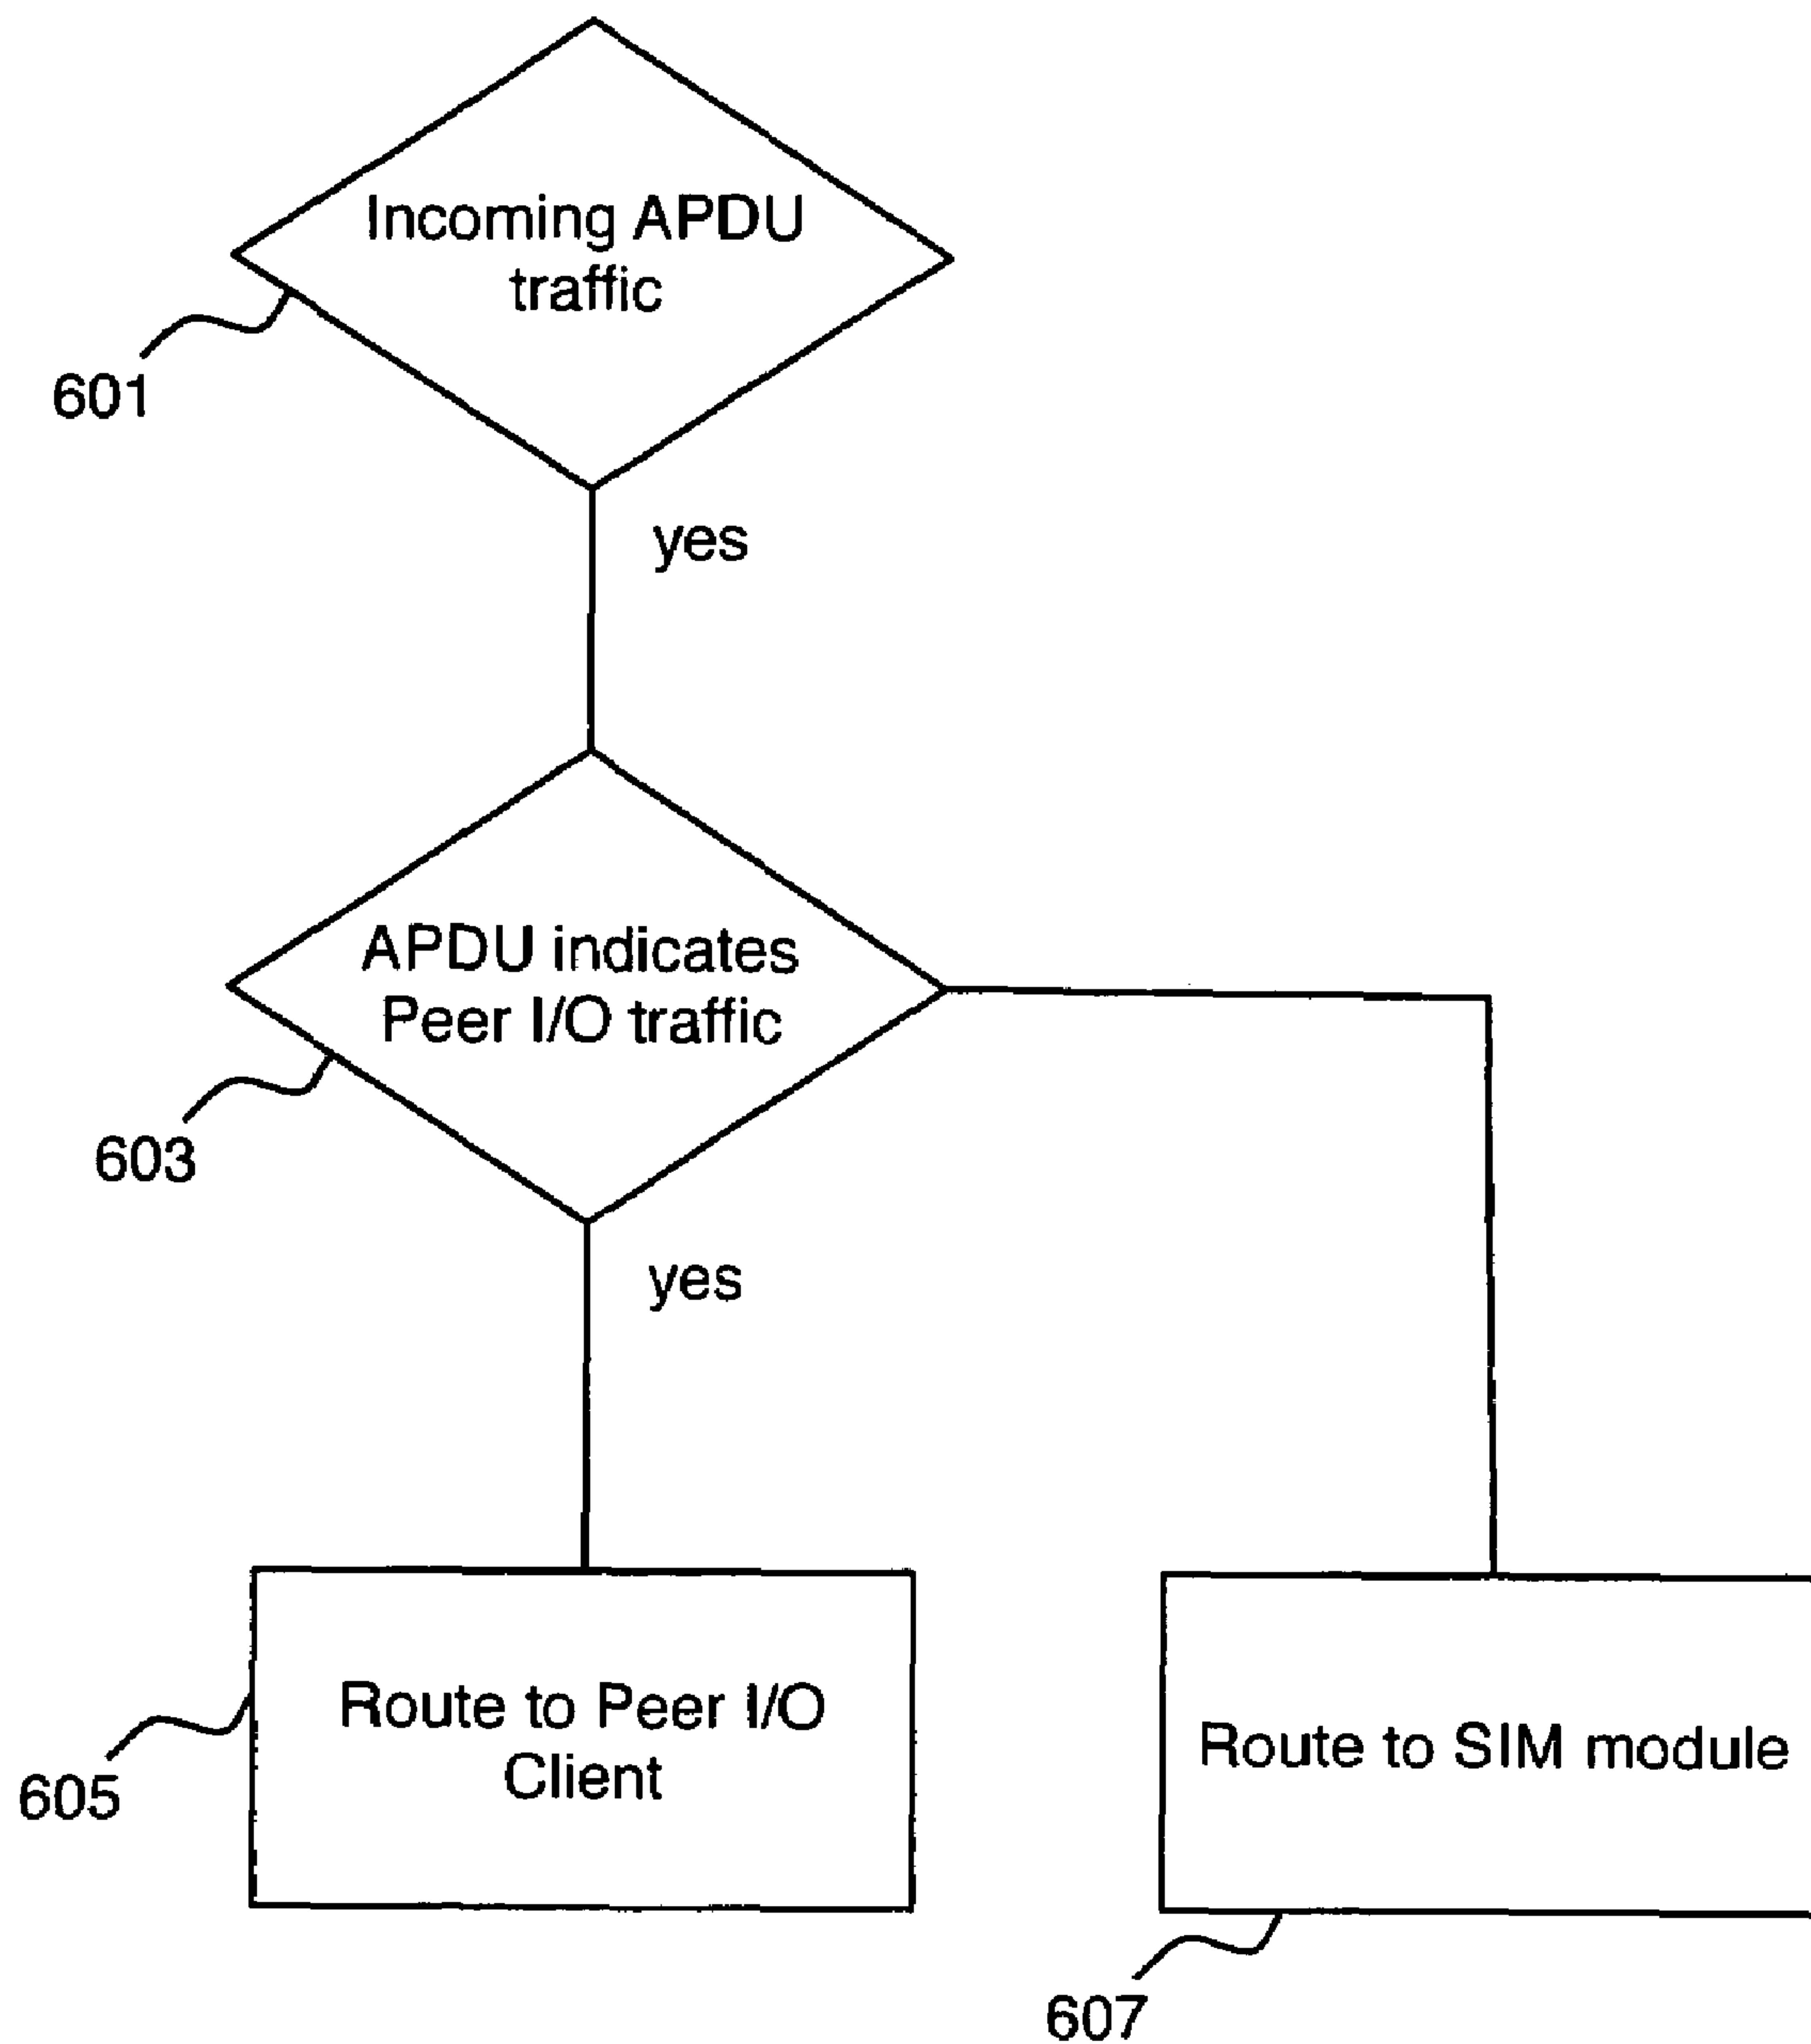 Incoming APDU
traffic
601
yes
APDU indicates
Peer I/O traffic
603
yes
Route to Peer I/O
Client
605
Route to SIM module
607